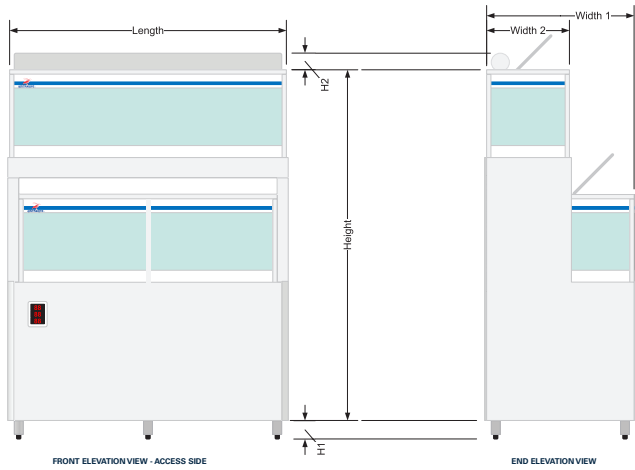 Length
Width 1
Width 2
H2
Height
H1
FRONT ELEVATION VIEW - ACCESS SIDE
END ELEVATION VIEW